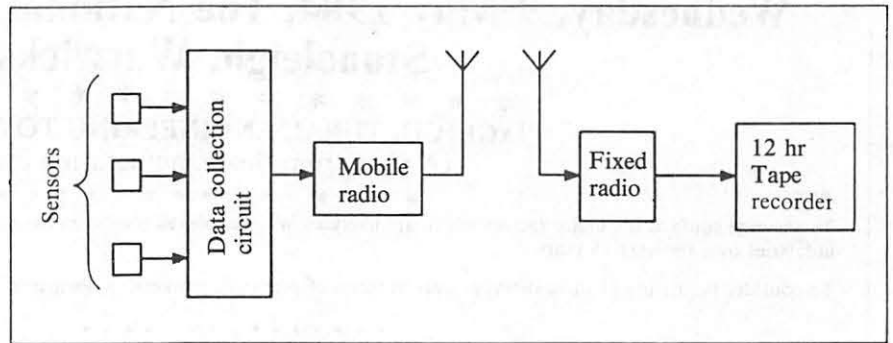 Sensors
Data collection
circuit
Mobile
radio
Fixed
radio
12 hr
Tape
recorder